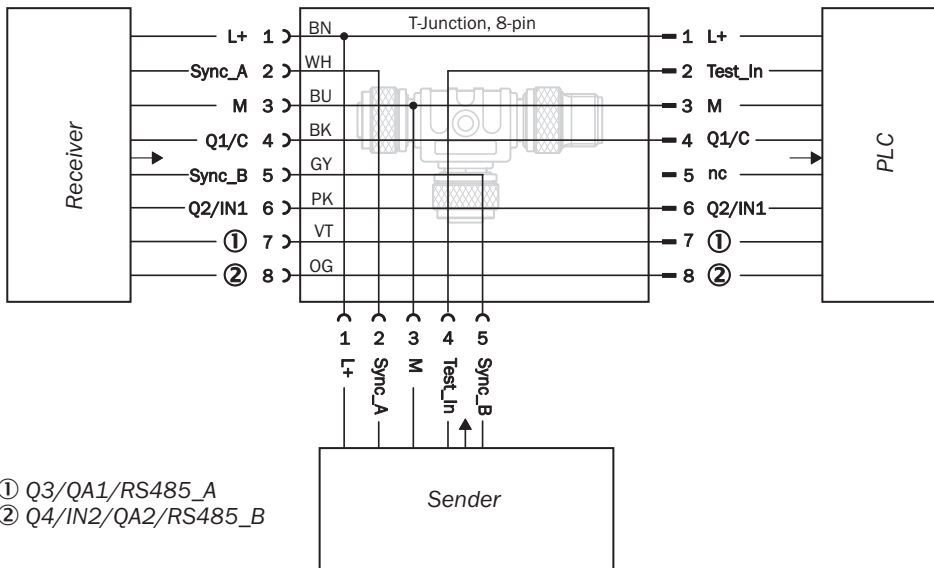 T-Junction, 8-pin
L+ 1 BN 1 L+
Sync_A 2 WH 2 Test_In
M 3 BU 3 M
Q1/C 4 BK 4 Q1/C
Sync_B 5 GY 5 nc
Q2/IN1 6 PK 6 Q2/IN1
① 7 VT 7 ①
② 8 OG 8 ②
Receiver
PLC
1 2 3 4 5
L+
Sync_A
M
Test_In
Sync_B
Sender
① Q3/QA1/RS485_A
② Q4/IN2/QA2/RS485_B